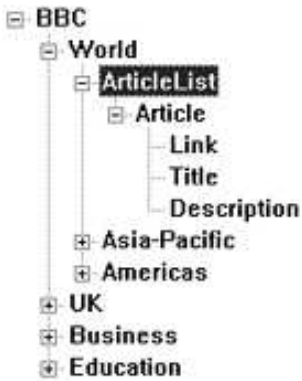 BBC
World
ArticleList
Article
Link
Title
Description
Asia-Pacific
Americas
UK
Business
Education